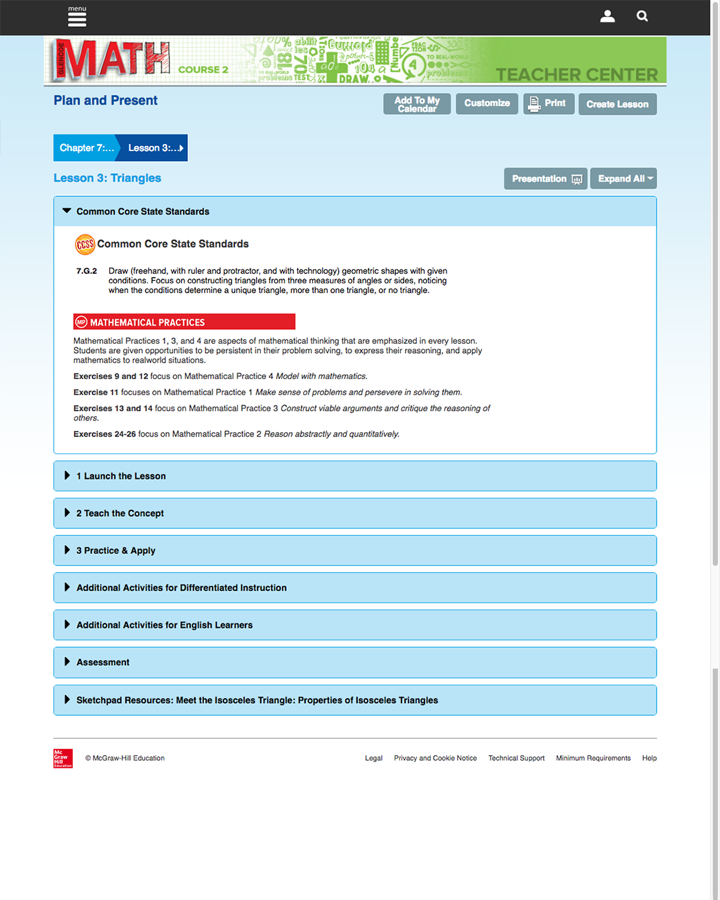 menu
GLENCOE MATH COURSE 2
TEACHER CENTER
Plan and Present
Add To My
Calendar
Customize
Print
Create Lesson
Chapter 7:...
Lesson 3:...
Lesson 3: Triangles
Presentation
Expand All
Common Core State Standards
CCSS Common Core State Standards
7.G.2 Draw (freehand, with ruler and protractor, and with technology) geometric shapes with given
conditions. Focus on constructing triangles from three measures of angles or sides, noticing
when the conditions determine a unique triangle, more than one triangle, or no triangle.
MP MATHEMATICAL PRACTICES
Mathematical Practices 1, 3, and 4 are aspects of mathematical thinking that are emphasized in every lesson.
Students are given opportunities to be persistent in their problem solving, to express their reasoning, and apply
mathematics to realworld situations.
Exercises 9 and 12 focus on Mathematical Practice 4 Model with mathematics.
Exercise 11 focuses on Mathematical Practice 1 Make sense of problems and persevere in solving them.
Exercises 13 and 14 focus on Mathematical Practice 3 Construct viable arguments and critique the reasoning of
others.
Exercises 24-26 focus on Mathematical Practice 2 Reason abstractly and quantitatively.
1 Launch the Lesson
2 Teach the Concept
3 Practice & Apply
Additional Activities for Differentiated Instruction
Additional Activities for English Learners
Assessment
Sketchpad Resources: Meet the Isosceles Triangle: Properties of Isosceles Triangles
Mc
Graw
Hill
Education
© McGraw-Hill Education
Legal
Privacy and Cookie Notice
Technical Support
Minimum Requirements
Help